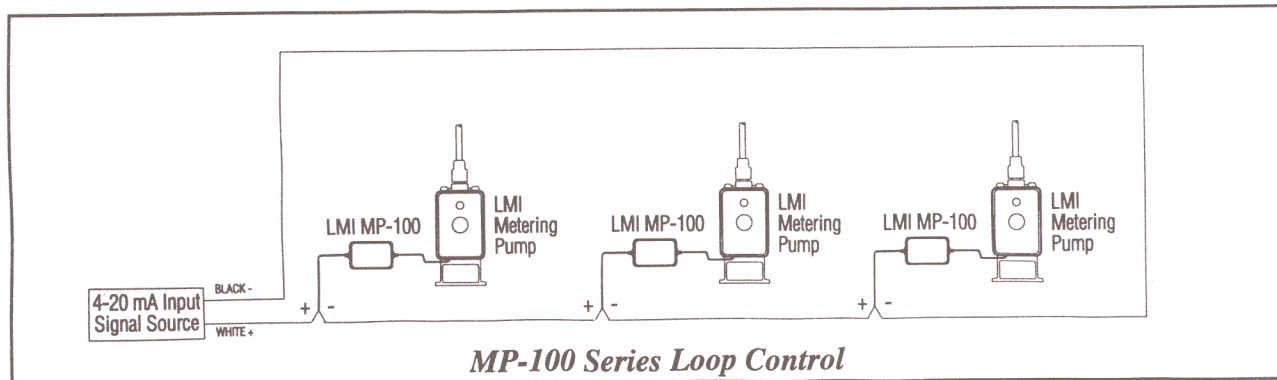 LMI MP-100
LMI
Metering
Pump
LMI MP-100
LMI
Metering
Pump
LMI MP-100
LMI
Metering
Pump
4-20 mA Input
Signal Source
BLACK -
WHITE +
+ -
+ -
+ -
MP-100 Series Loop Control